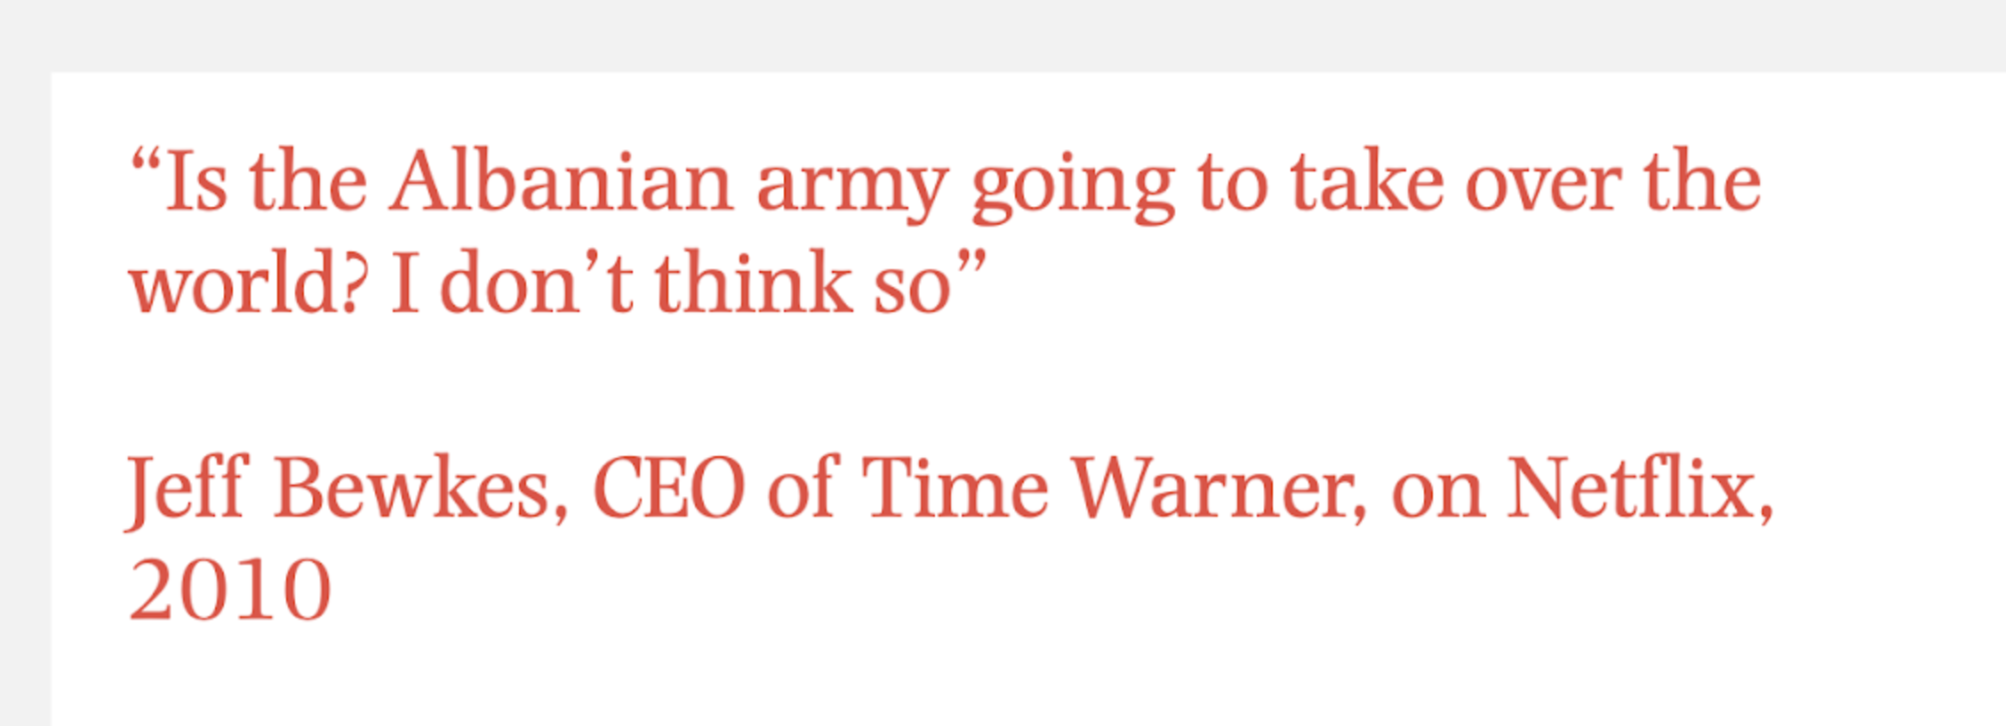 “Is the Albanian army going to take over the
world? I don’t think so”
Jeff Bewkes, CEO of Time Warner, on Netflix,
2010